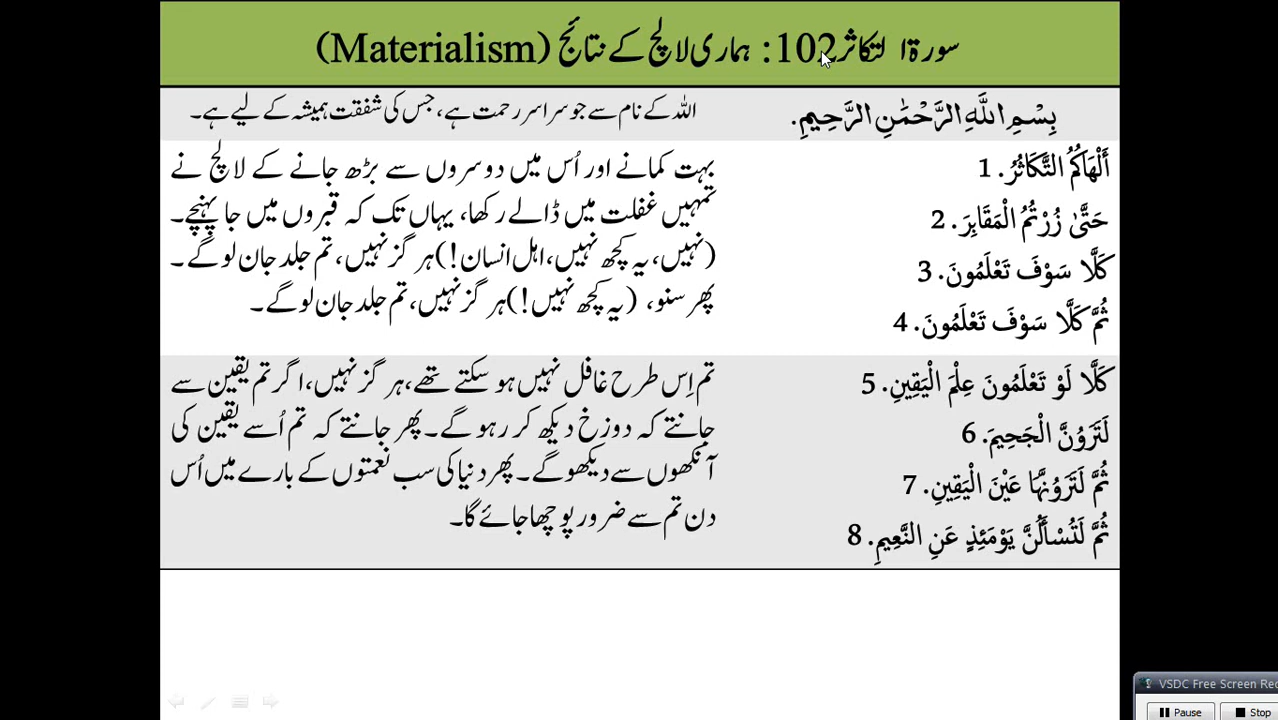 سورۃ التکاثر102: ہماری لالچ کے نتائج (Materialism)
بِسْمِ اللَّهِ الرَّحْمَٰنِ الرَّحِيمِ.
اللہ کے نام سے جو سراسر رحمت ہے، جس کی شفقت ہمیشہ کے لیے ہے۔
أَلْهَاكُمُ التَّكَاثُرُ. 1
حَتَّىٰ زُرْتُمُ الْمَقَابِرَ. 2
كَلَّا سَوْفَ تَعْلَمُونَ. 3
ثُمَّ كَلَّا سَوْفَ تَعْلَمُونَ. 4
بہت کمانے اور اُس میں دوسروں سے بڑھ جانے کے لالچ نے
تمہیں غفلت میں ڈالے رکھا، یہاں تک کہ قبروں میں جا پہنچے۔
(نہیں، یہ کچھ نہیں، اہل انسان!) ہر گز نہیں، تم جلد جان لو گے۔
پھر سنو، (یہ کچھ نہیں!) ہر گز نہیں، تم جلد جان لو گے۔
كَلَّا لَوْ تَعْلَمُونَ عِلْمَ الْيَقِينِ. 5
لَتَرَوُنَّ الْجَحِيمَ. 6
ثُمَّ لَتَرَوُنَّهَا عَيْنَ الْيَقِينِ. 7
ثُمَّ لَتُسْأَلُنَّ يَوْمَئِذٍ عَنِ النَّعِيمِ. 8
تم اِس طرح غافل نہیں ہو سکتے تھے، ہر گز نہیں، اگر تم یقین سے
جانتے کہ دوزخ دیکھ کر رہو گے۔ پھر جانتے کہ تم اُسے یقین کی
آنکھوں سے دیکھو گے۔ پھر دنیا کی سب نعمتوں کے بارے میں اُس
دن تم سے ضرور پوچھا جائے گا۔
VSDC Free Screen Rec
Pause Stop